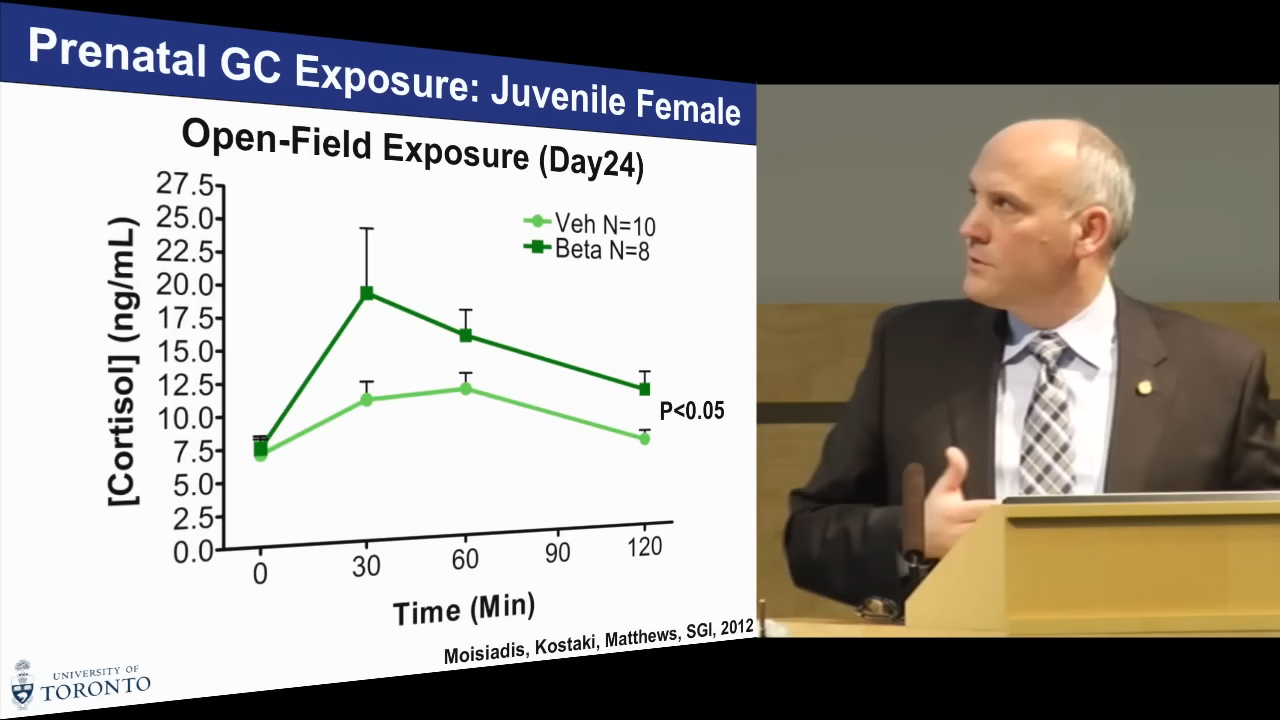 Prenatal GC Exposure: Juvenile Female
Open-Field Exposure (Day24)
27.5
25.0
22.5
20.0
17.5
15.0
12.5
10.0
7.5
5.0
2.5
0.0
[Cortisol] (ng/mL)
Veh N=10
Beta N=8
P<0.05
0
30
60
90
120
Time (Min)
Moisiadis, Kostaki, Matthews, SGI, 2012
UNIVERSITY OF
TORONTO